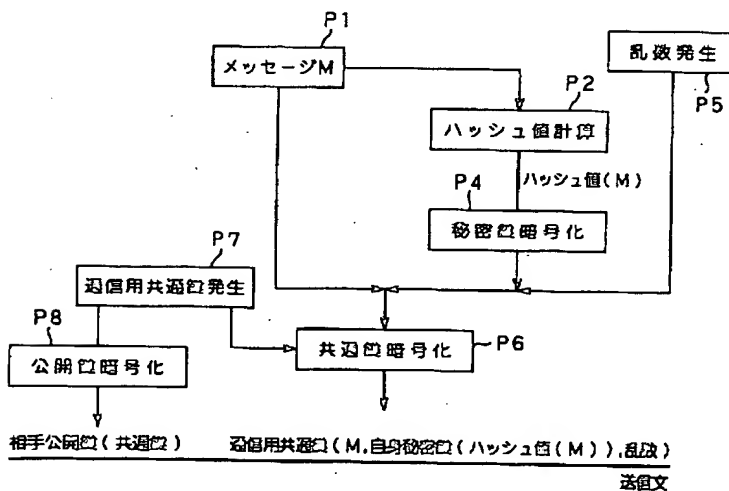 P1
メッセージM
乱数発生
P5
P2
ハッシュ値計算
ハッシュ値(M)
P4
秘密鍵暗号化
P7
通信用共通鍵発生
P8
公開鍵暗号化
共通鍵暗号化
P6
相手公開鍵(共通鍵) 通信用共通鍵(M,自身秘密鍵(ハッシュ値(M)),乱数)
送信文